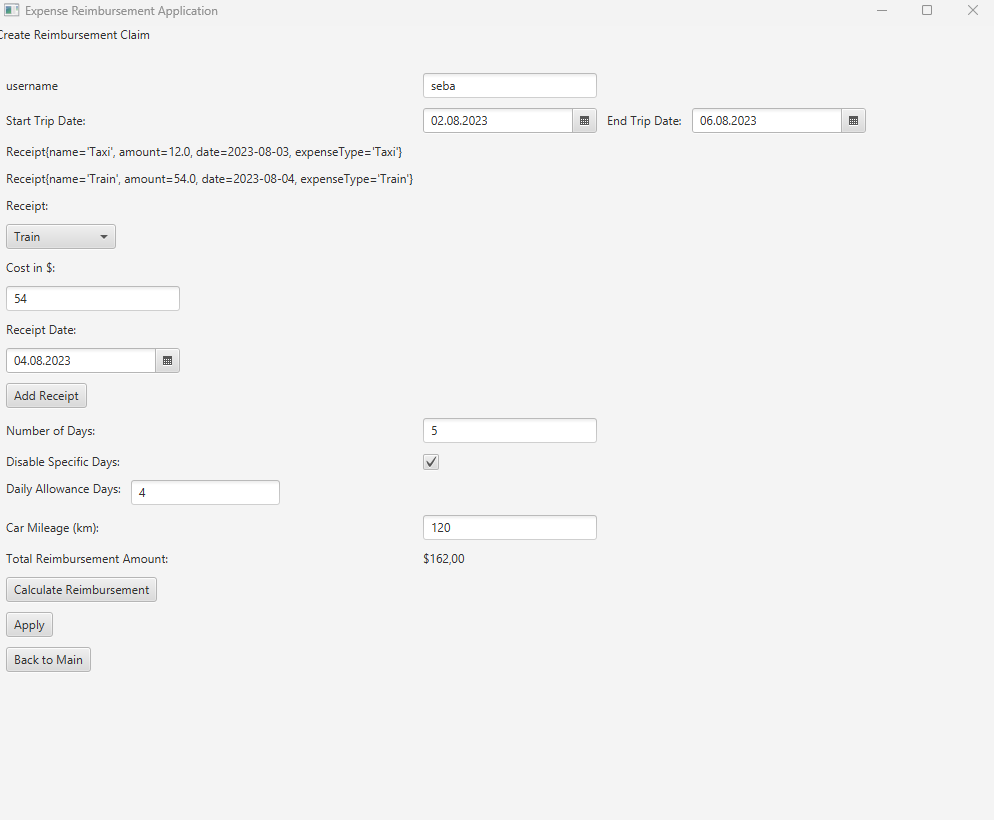 Expense Reimbursement Application
Create Reimbursement Claim
username seba
Start Trip Date: 02.08.2023 End Trip Date: 06.08.2023
Receipt{name='Taxi', amount=12.0, date=2023-08-03, expenseType='Taxi'}
Receipt{name='Train', amount=54.0, date=2023-08-04, expenseType='Train'}
Receipt:
Train
Cost in $:
54
Receipt Date:
04.08.2023
Add Receipt
Number of Days: 5
Disable Specific Days:
Daily Allowance Days: 4
Car Mileage (km): 120
Total Reimbursement Amount: $162,00
Calculate Reimbursement
Apply
Back to Main